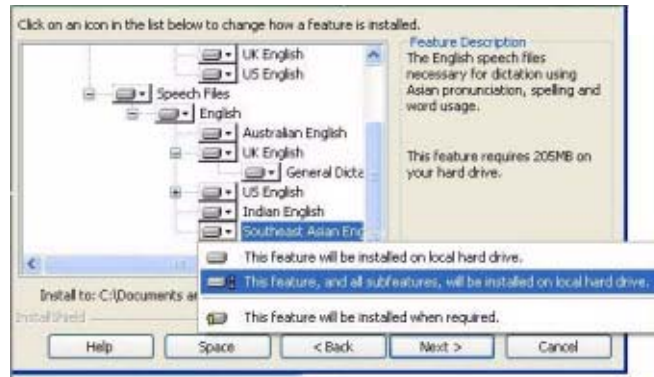 Click on an icon in the list below to change how a feature is installed.
UK English
US English
Speech Files
English
Australian English
UK English
General Dicta
US English
Indian English
Southeast Asian Eng
Feature Description
The English speech files
necessary for dictation using
Asian pronunciation, spelling and
word usage.
This feature requires 205MB on
your hard drive.
This feature will be installed on local hard drive.
This feature, and all subfeatures, will be installed on local hard drive.
This feature will be installed when required.
Install to: C:\Documents an
InstallShield
Help
Space
< Back
Next >
Cancel